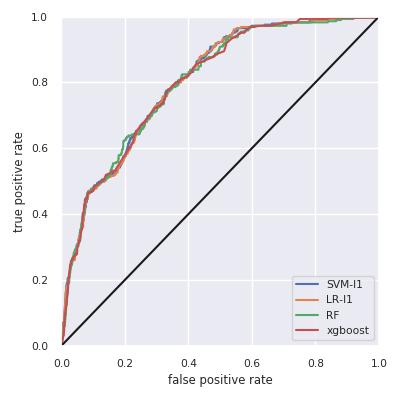 1.0
0.8
0.6
0.4
0.2
0.0
true positive rate
0.0 0.2 0.4 0.6 0.8 1.0
false positive rate
SVM-l1
LR-l1
RF
xgboost